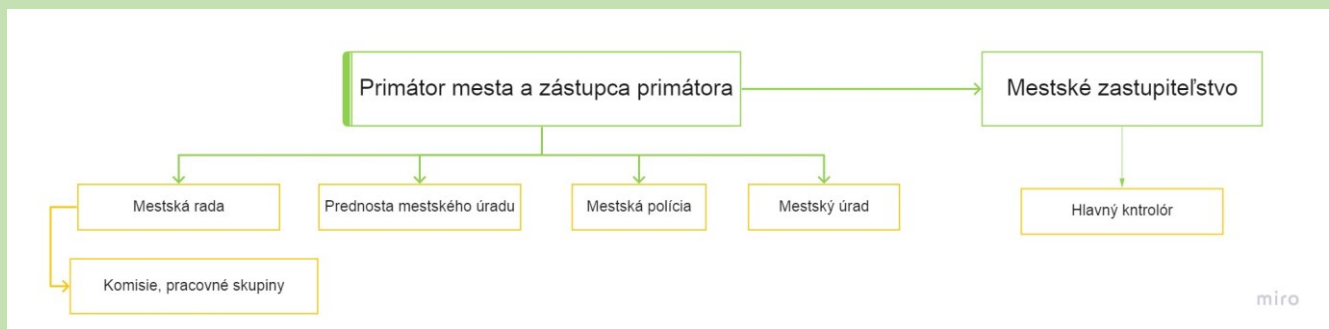 Primátor mesta a zástupca primátora
Mestské zastupiteľstvo
Mestská rada
Prednosta mestského úradu
Mestská polícia
Mestský úrad
Hlavný kntrolór
Komisie, pracovné skupiny
miro